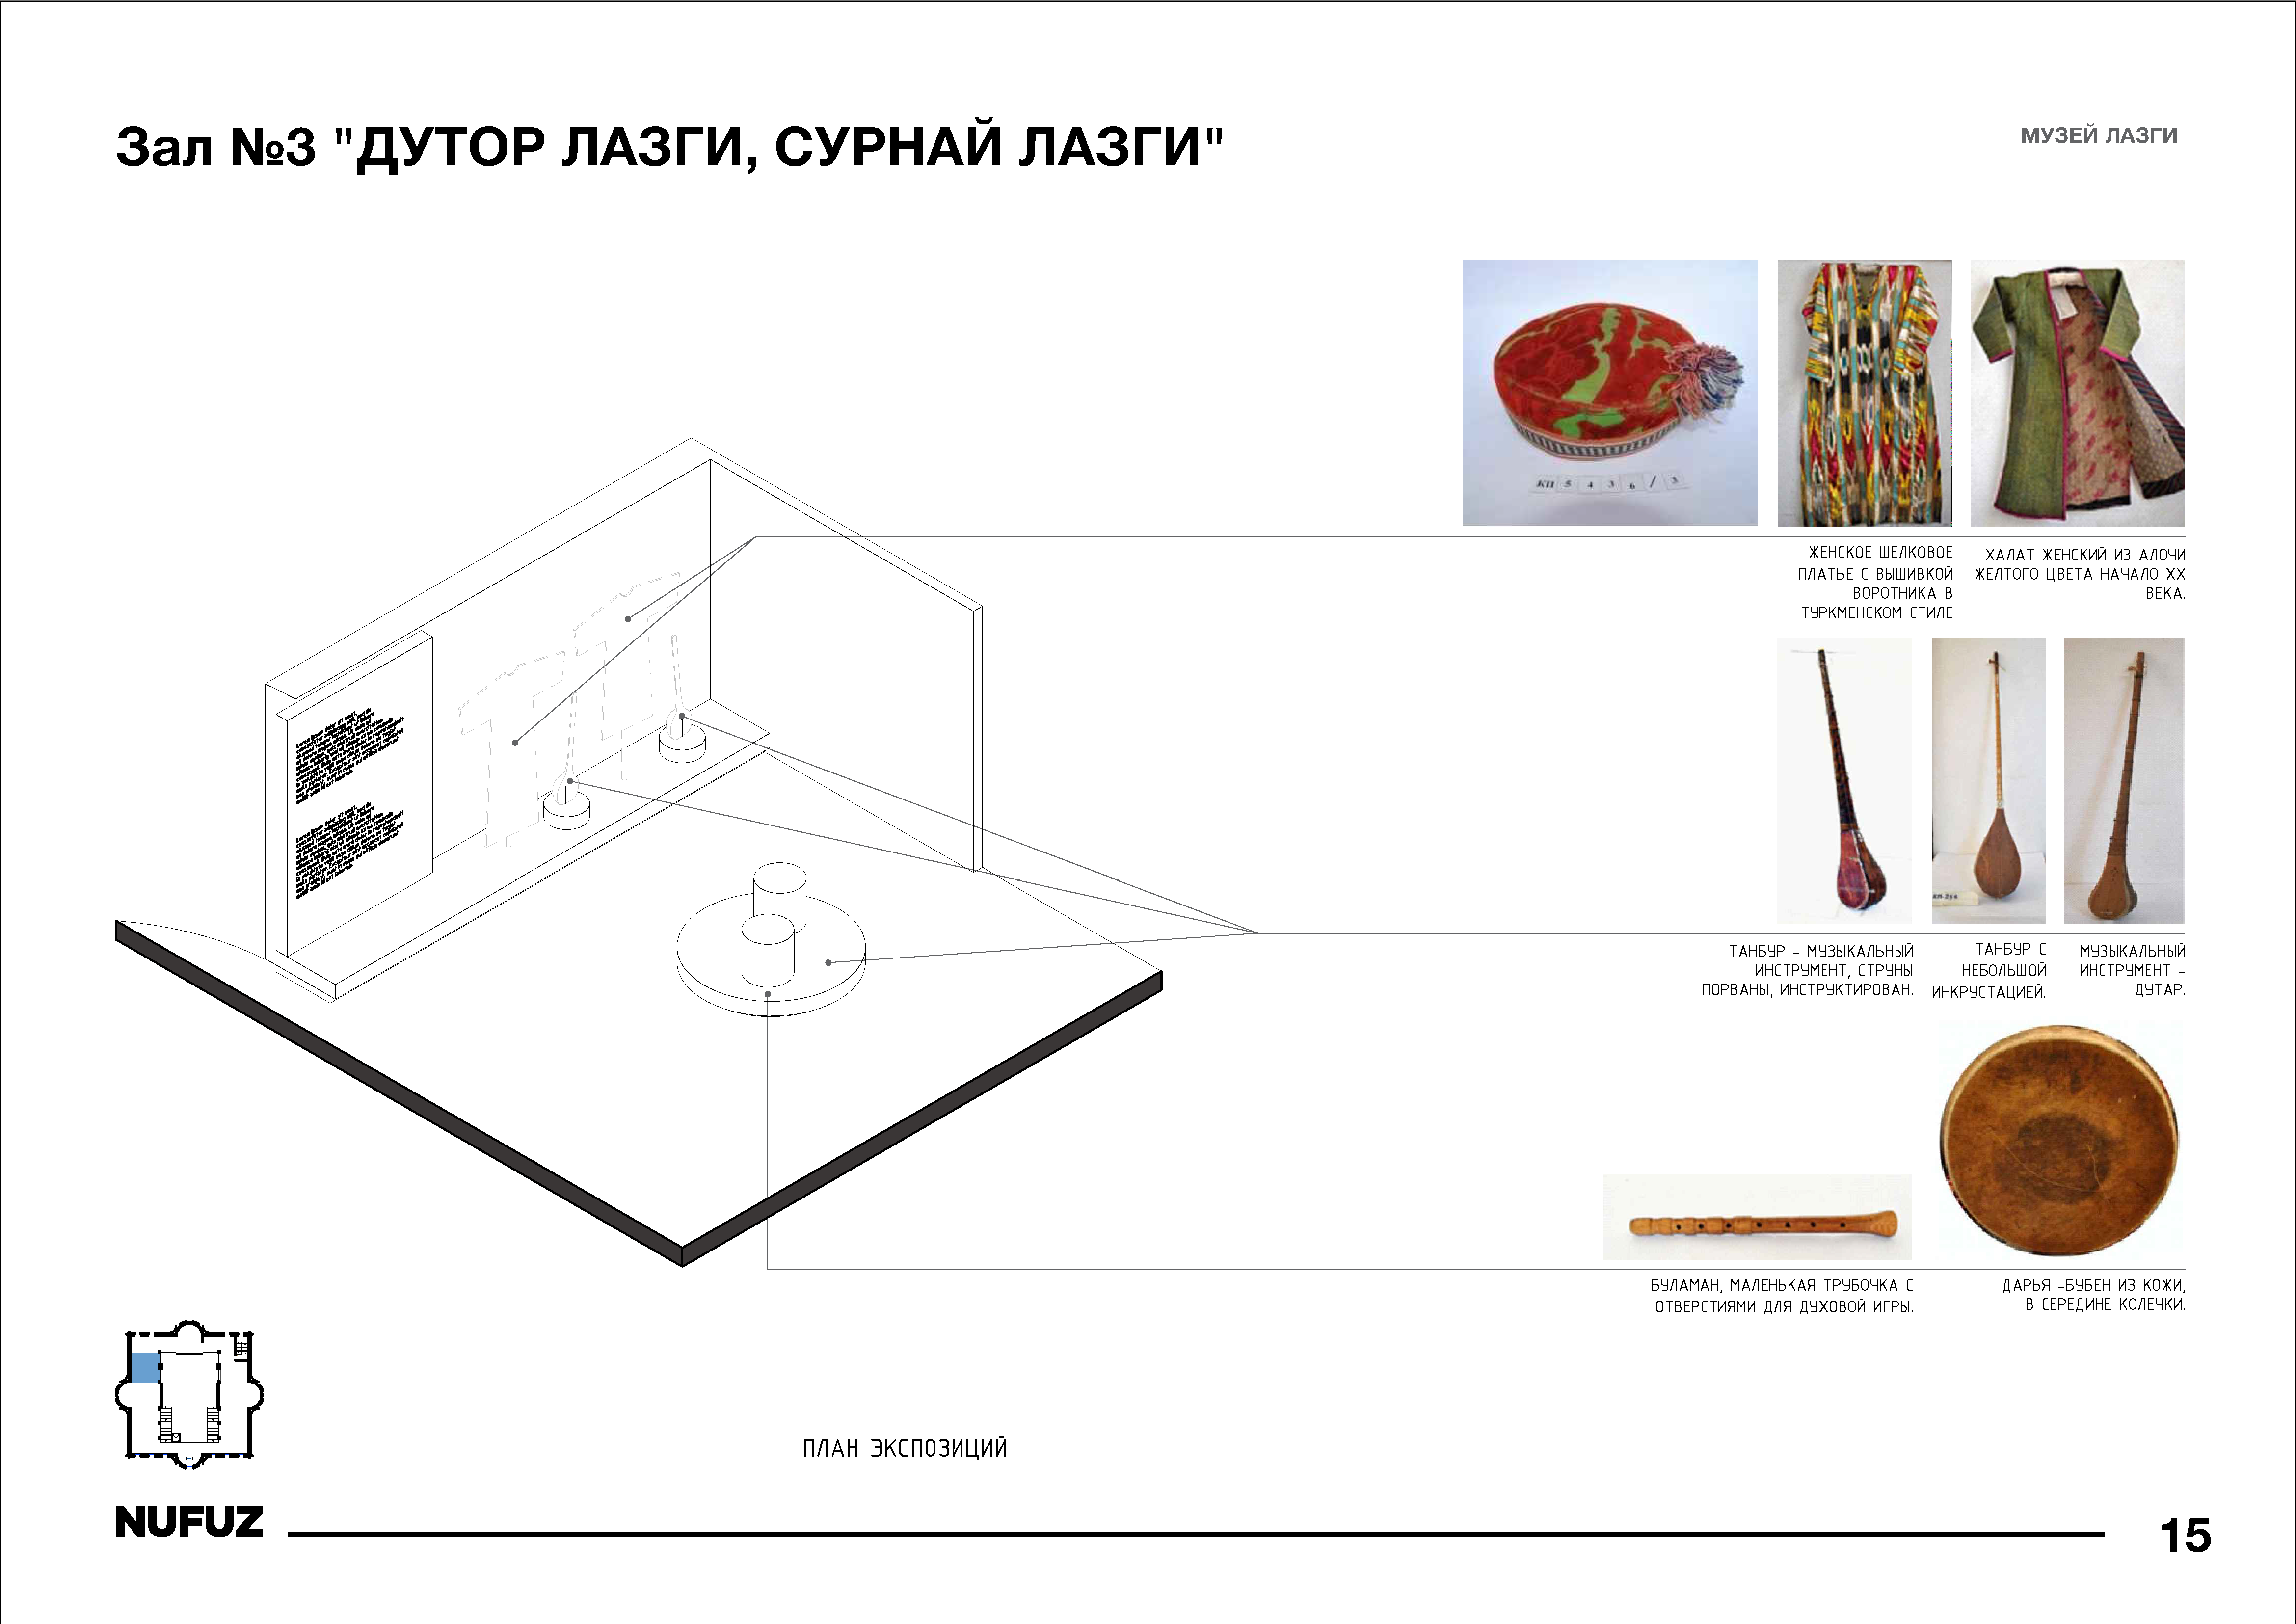 Зал №3 "ДУТОР ЛАЗГИ, СУРНАЙ ЛАЗГИ"
МУЗЕЙ ЛАЗГИ
КП 5 4 3 6 / 3
ЖЕНСКОЕ ШЕЛКОВОЕ
ПЛАТЬЕ С ВЫШИВКОЙ
ВОРОТНИКА В
ТУРКМЕНСКОМ СТИЛЕ
ХАЛАТ ЖЕНСКИЙ ИЗ АЛОЧИ
ЖЕЛТОГО ЦВЕТА НАЧАЛО XX
ВЕКА.
ТАНБУР - МУЗЫКАЛЬНЫЙ
ИНСТРУМЕНТ, СТРУНЫ
ПОРВАНЫ, ИНСТРУКТИРОВАН.
ТАНБУР С
НЕБОЛЬШОЙ
ИНКРУСТАЦИЕЙ.
МУЗЫКАЛЬНЫЙ
ИНСТРУМЕНТ -
ДУТАР.
БУЛАМАН, МАЛЕНЬКАЯ ТРУБОЧКА С
ОТВЕРСТИЯМИ ДЛЯ ДУХОВОЙ ИГРЫ.
ДАРЬЯ -БУБЕН ИЗ КОЖИ,
В СЕРЕДИНЕ КОЛЕЧКИ.
ПЛАН ЭКСПОЗИЦИЙ
NUFUZ
15